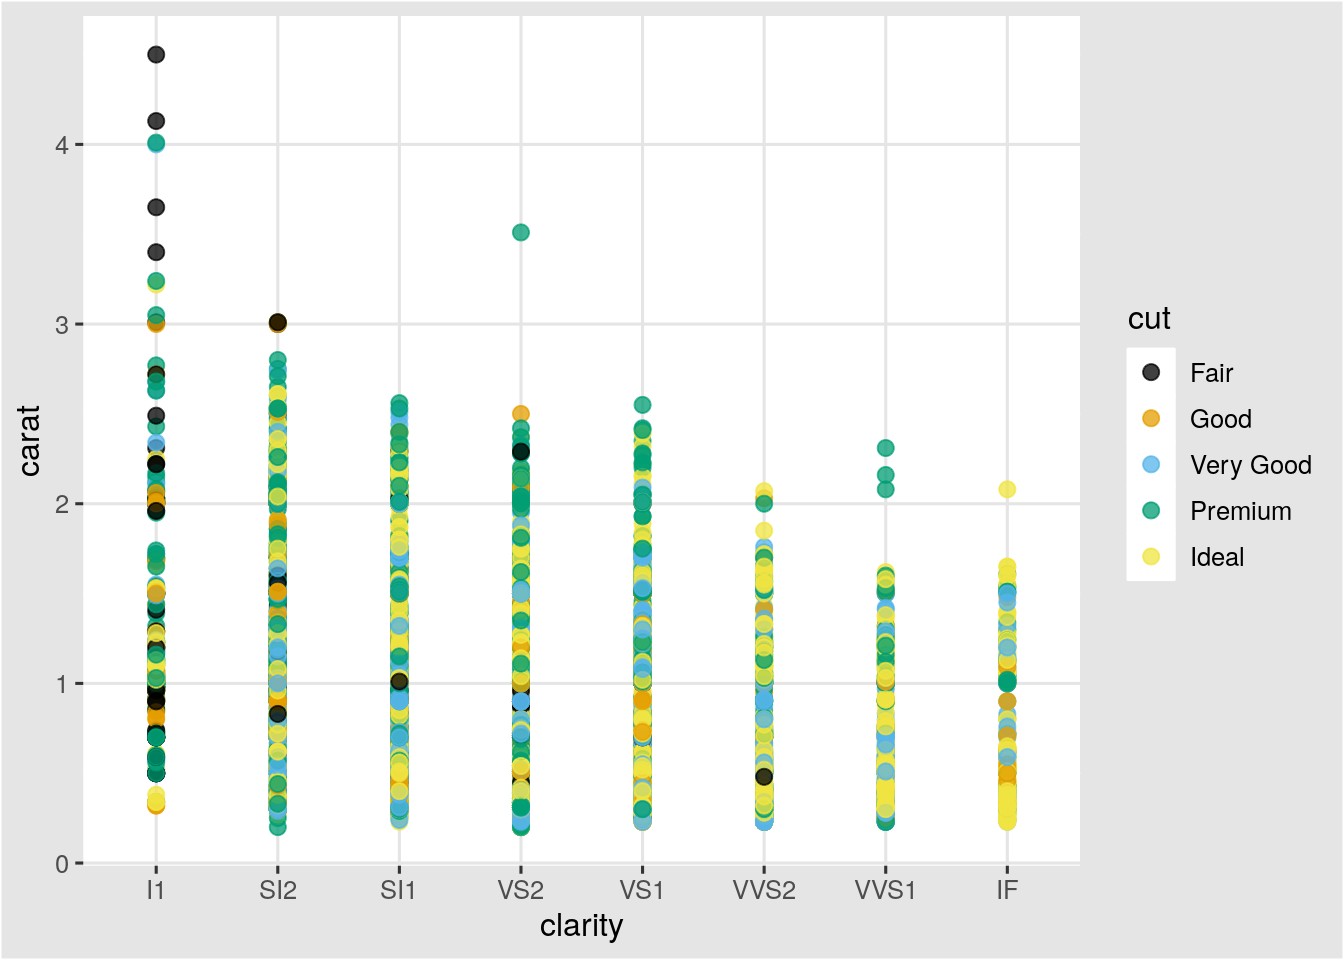 carat
4
3
2
1
0
I1 SI2 SI1 VS2 VS1 VVS2 VVS1 IF
clarity
cut
Fair
Good
Very Good
Premium
Ideal